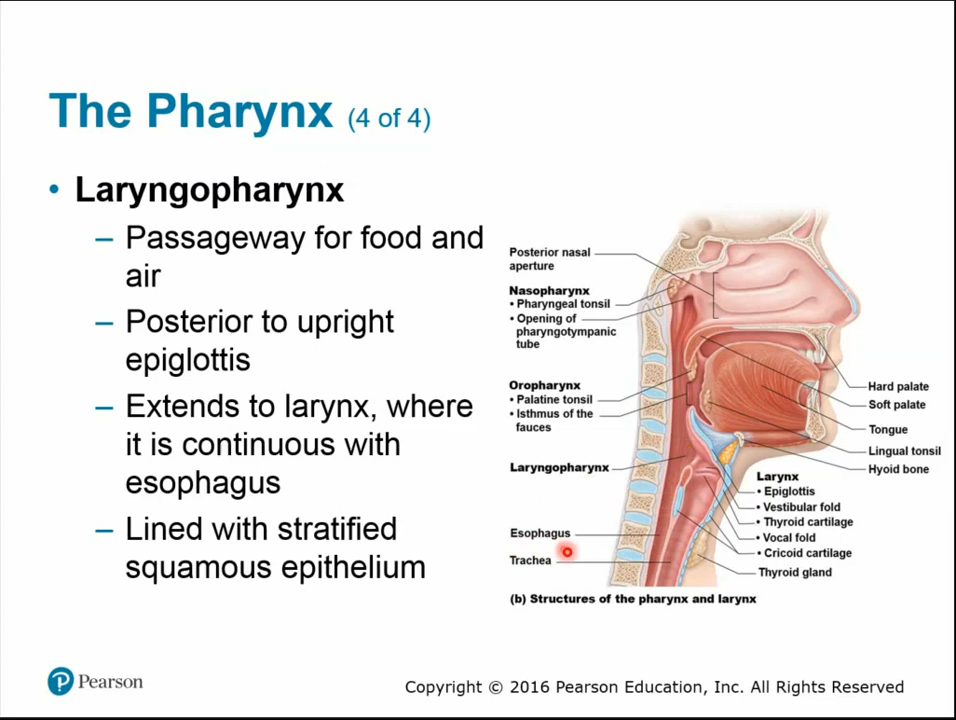 The Pharynx (4 of 4)
• Laryngopharynx
– Passageway for food and
air
– Posterior to upright
epiglottis
– Extends to larynx, where
it is continuous with
esophagus
– Lined with stratified
squamous epithelium
Posterior nasal
aperture
Nasopharynx
• Pharyngeal tonsil
• Opening of
pharyngotympanic
tube
Oropharynx
• Palatine tonsil
• Isthmus of the
fauces
Laryngopharynx
Esophagus
Trachea
Hard palate
Soft palate
Tongue
Lingual tonsil
Hyoid bone
Larynx
• Epiglottis
• Vestibular fold
• Thyroid cartilage
• Vocal fold
• Cricoid cartilage
Thyroid gland
(b) Structures of the pharynx and larynx
P Pearson
Copyright © 2016 Pearson Education, Inc. All Rights Reserved